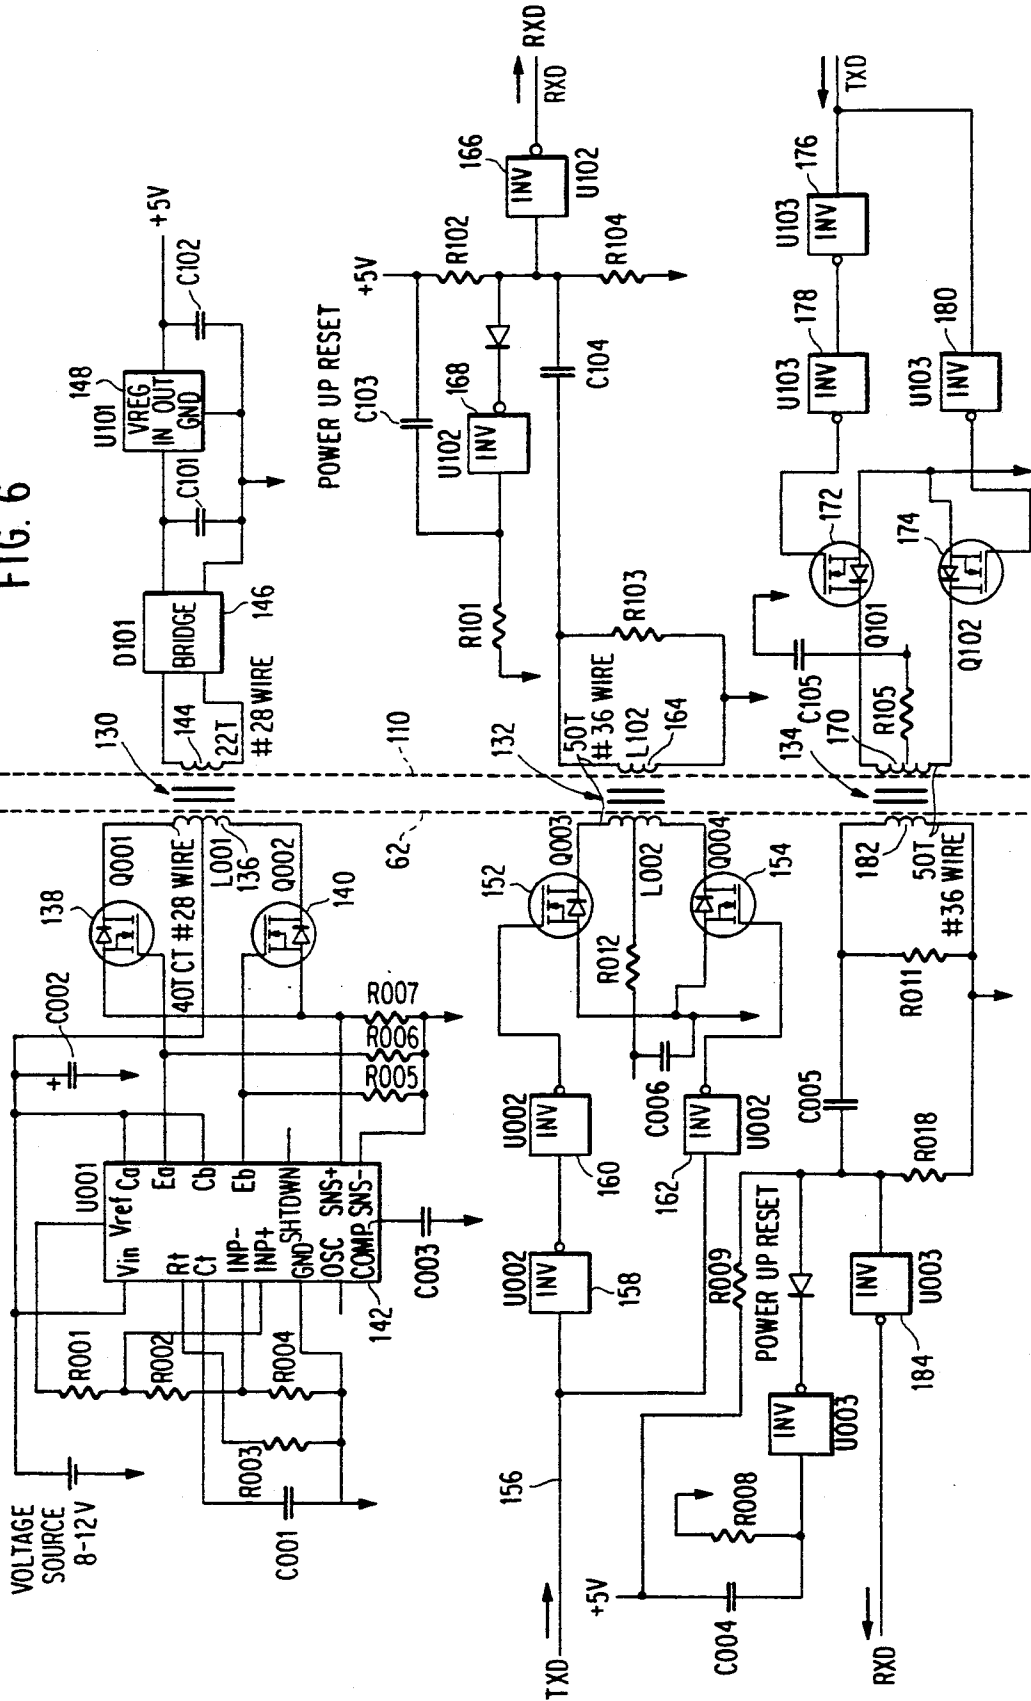 FIG. 6
VOLTAGE
SOURCE
8-12V
R001
R002
R003
R004
C001
U001
Vin
Vref
Rt
Ct
INP-
INP+
GND
OSC
COMP
Ca
Ea
Cb
Eb
SHTDWN
SNS+
SNS-
142
C003
+
C002
R005
R006
R007
138
Q001
40T CT #28 WIRE
L001
136
Q002
140
130
144
22T
#28 WIRE
D101
BRIDGE
146
C101
148
U101
VREG
IN OUT
GND
C102
+5V
62
110
TXD
156
U002
INV
158
U002
INV
160
162
INV
U002
152
Q003
R012
C006
L002
Q004
154
132
50T
#36 WIRE
L102
164
R103
R101
POWER UP RESET
C103
U102
INV
168
+5V
R102
C104
R104
166
INV
U102
RXD
RXD
+5V
C004
R008
R009
POWER UP RESET
INV
U003
RXD
184
INV
U003
R018
C005
R011
182
50T
#36 WIRE
134
170
R105
C105
Q101
172
Q102
174
U103
INV
178
U103
INV
176
U103
INV
180
TXD